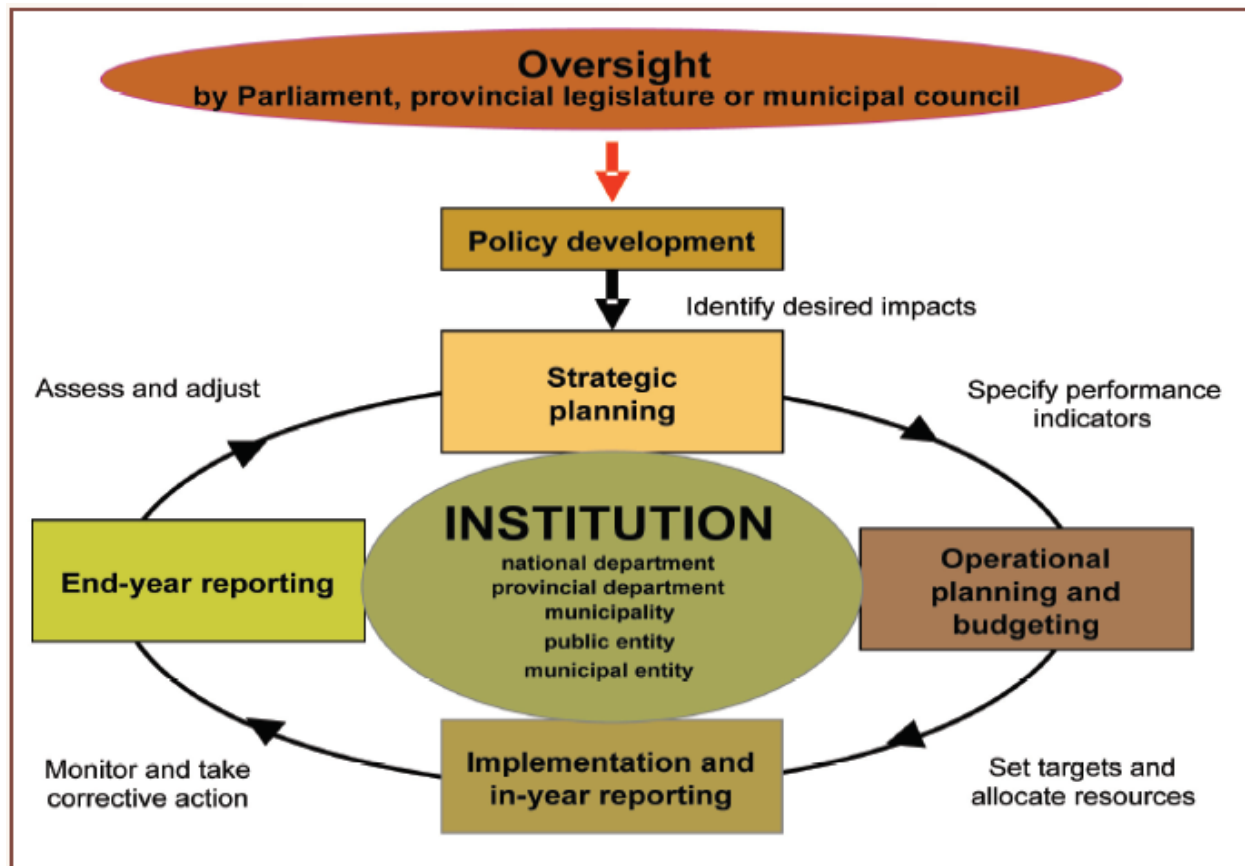 Oversight
by Parliament, provincial legislature or municipal council
Policy development
Identify desired impacts
Strategic
planning
Assess and adjust
Specify performance
indicators
INSTITUTION
national department
provincial department
municipality
public entity
municipal entity
End-year reporting
Operational
planning and
budgeting
Implementation and
in-year reporting
Monitor and take
corrective action
Set targets and
allocate resources